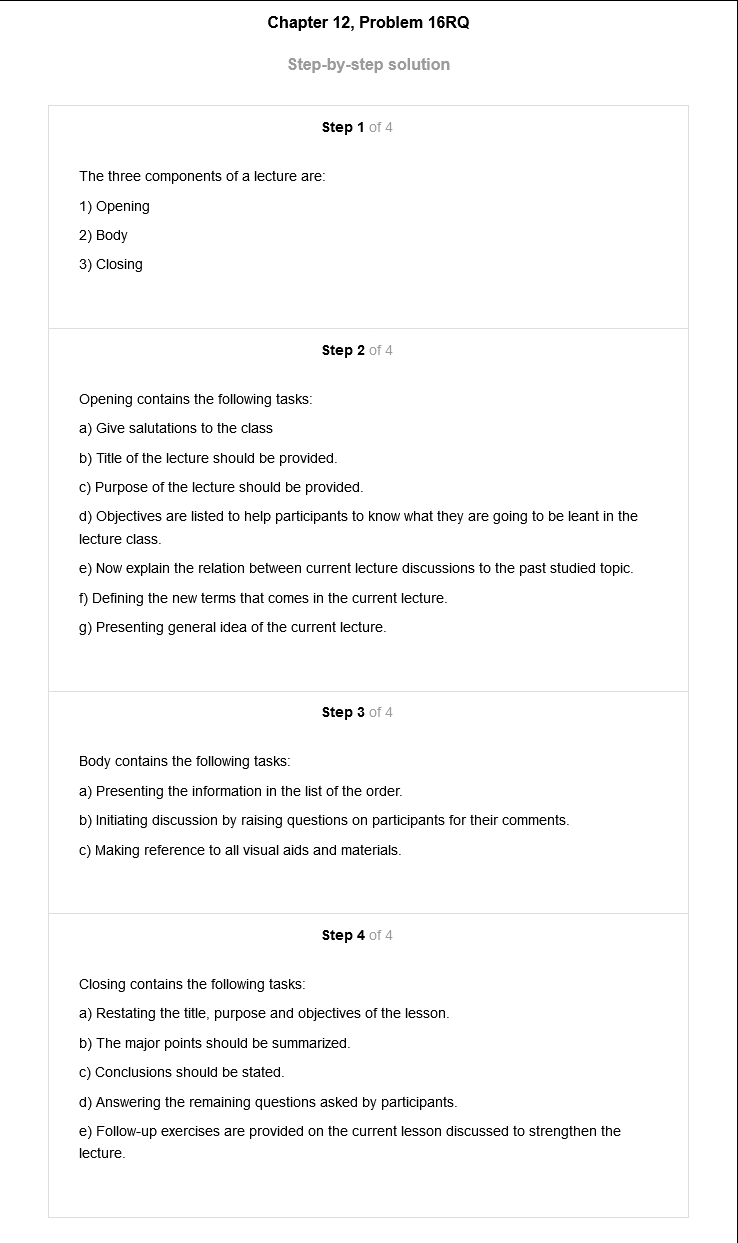 Chapter 12, Problem 16RQ
Step-by-step solution
Step 1 of 4
The three components of a lecture are:
1) Opening
2) Body
3) Closing
Step 2 of 4
Opening contains the following tasks:
a) Give salutations to the class
b) Title of the lecture should be provided.
c) Purpose of the lecture should be provided.
d) Objectives are listed to help participants to know what they are going to be leant in the
lecture class.
e) Now explain the relation between current lecture discussions to the past studied topic.
f) Defining the new terms that comes in the current lecture.
g) Presenting general idea of the current lecture.
Step 3 of 4
Body contains the following tasks:
a) Presenting the information in the list of the order.
b) Initiating discussion by raising questions on participants for their comments.
c) Making reference to all visual aids and materials.
Step 4 of 4
Closing contains the following tasks:
a) Restating the title, purpose and objectives of the lesson.
b) The major points should be summarized.
c) Conclusions should be stated.
d) Answering the remaining questions asked by participants.
e) Follow-up exercises are provided on the current lesson discussed to strengthen the
lecture.